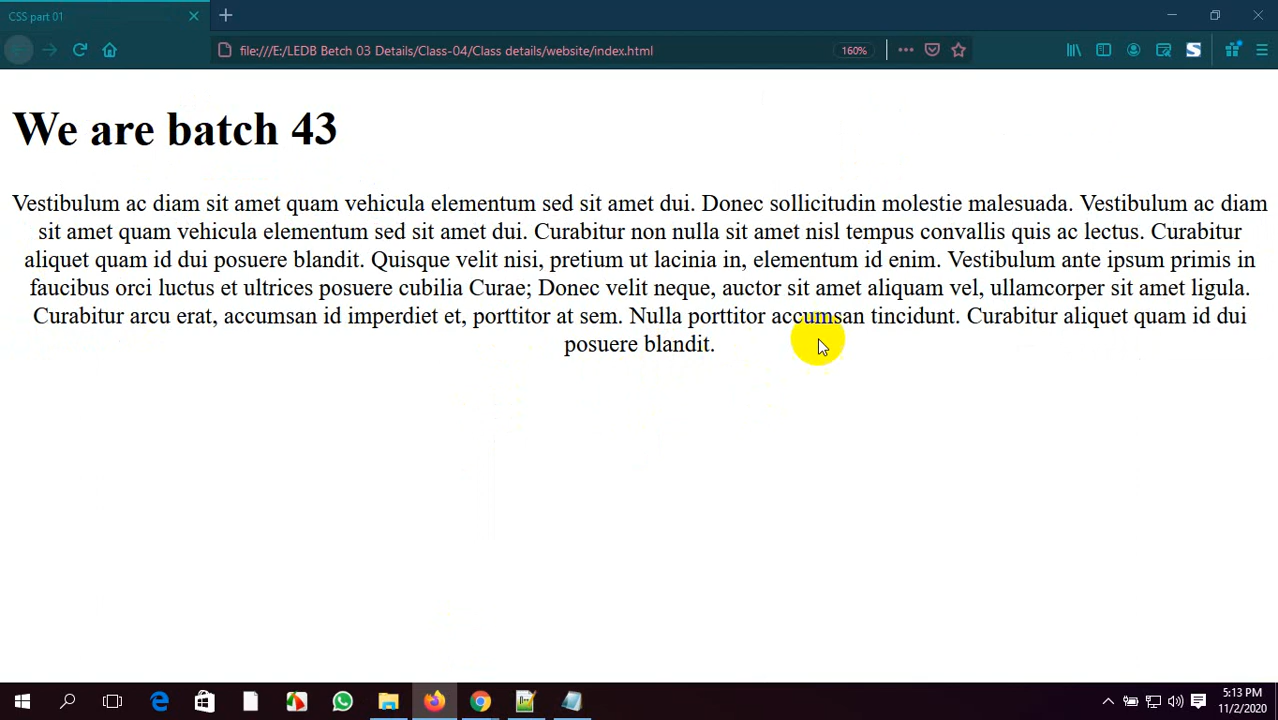 CSS part 01
file:///E:/LEDB Betch 03 Details/Class-04/Class details/website/index.html
160%
We are batch 43
Vestibulum ac diam sit amet quam vehicula elementum sed sit amet dui. Donec sollicitudin molestie malesuada. Vestibulum ac diam
sit amet quam vehicula elementum sed sit amet dui. Curabitur non nulla sit amet nisl tempus convallis quis ac lectus. Curabitur
aliquet quam id dui posuere blandit. Quisque velit nisi, pretium ut lacinia in, elementum id enim. Vestibulum ante ipsum primis in
faucibus orci luctus et ultrices posuere cubilia Curae; Donec velit neque, auctor sit amet aliquam vel, ullamcorper sit amet ligula.
Curabitur arcu erat, accumsan id imperdiet et, porttitor at sem. Nulla porttitor accumsan tincidunt. Curabitur aliquet quam id dui
posuere blandit.
5:13 PM
11/2/2020